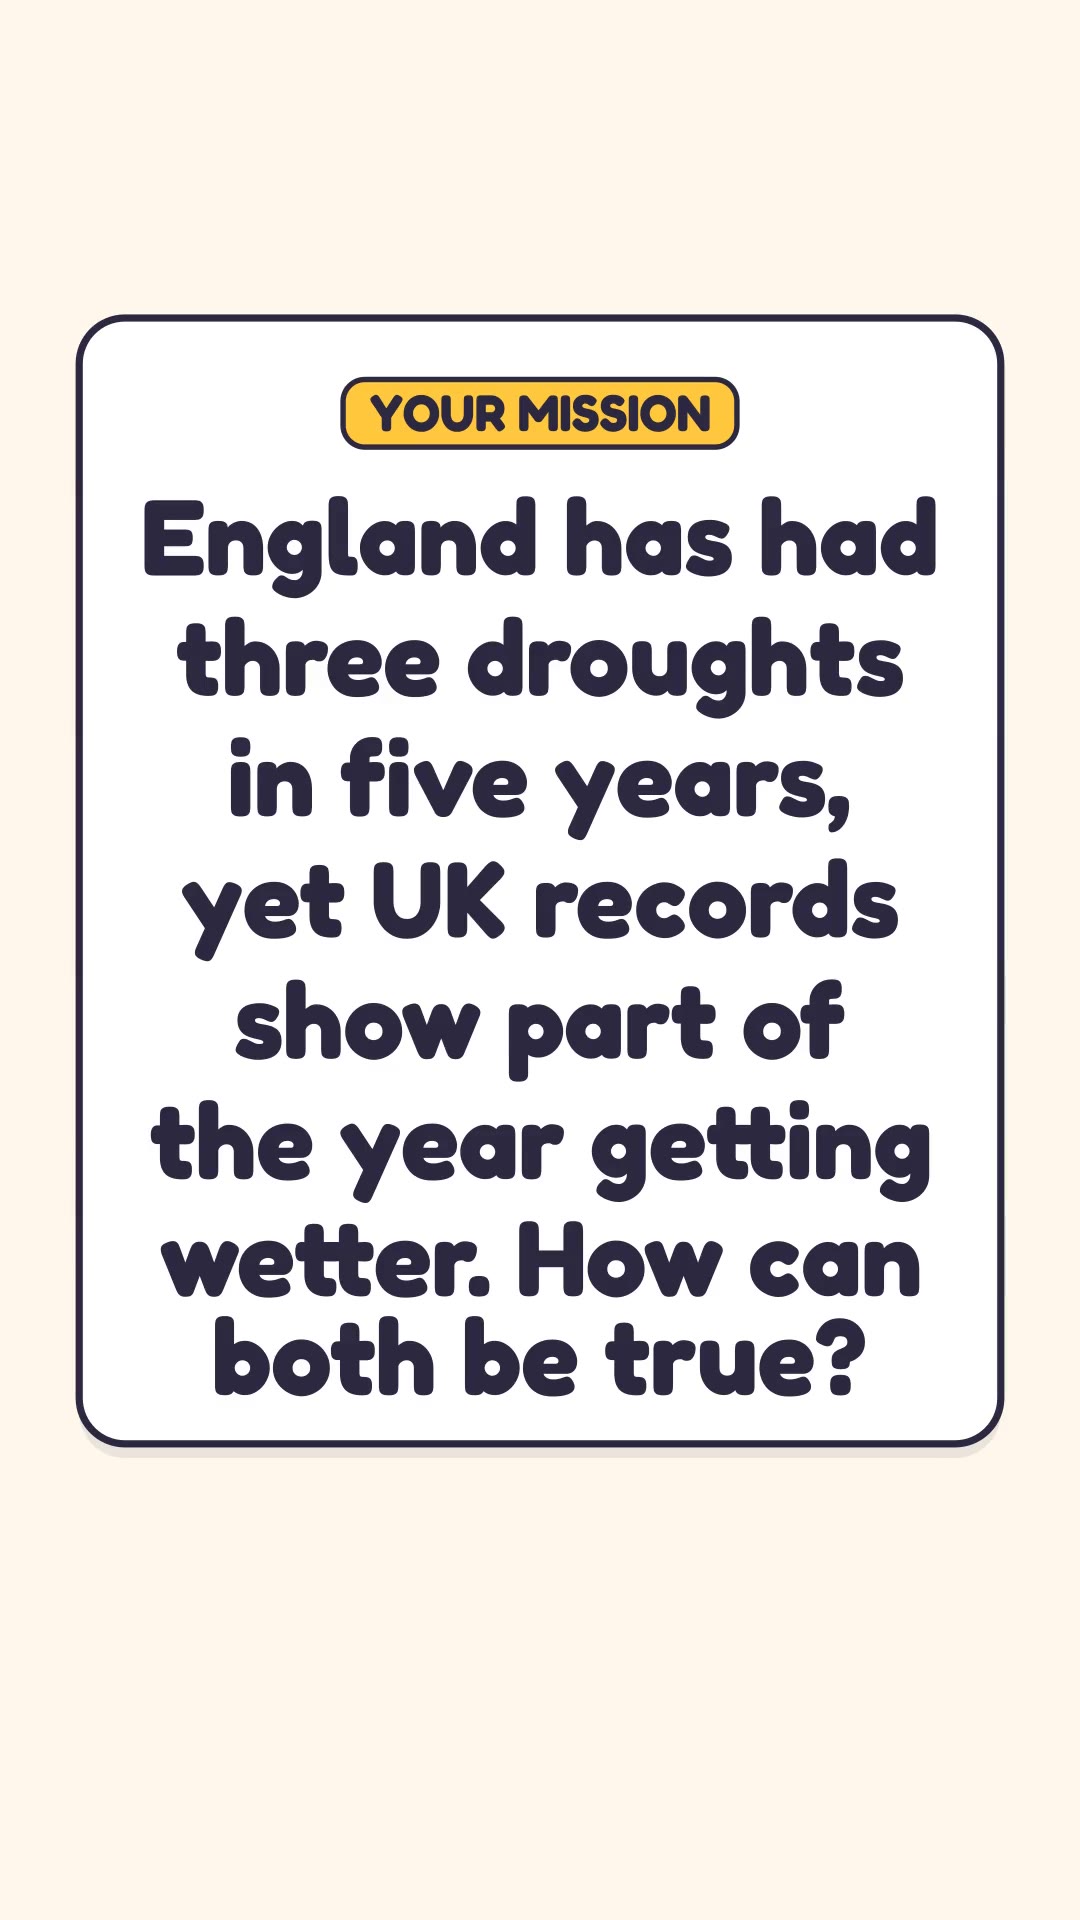 YOUR MISSION
England has had
three droughts
in five years,
yet UK records
show part of
the year getting
wetter. How can
both be true?